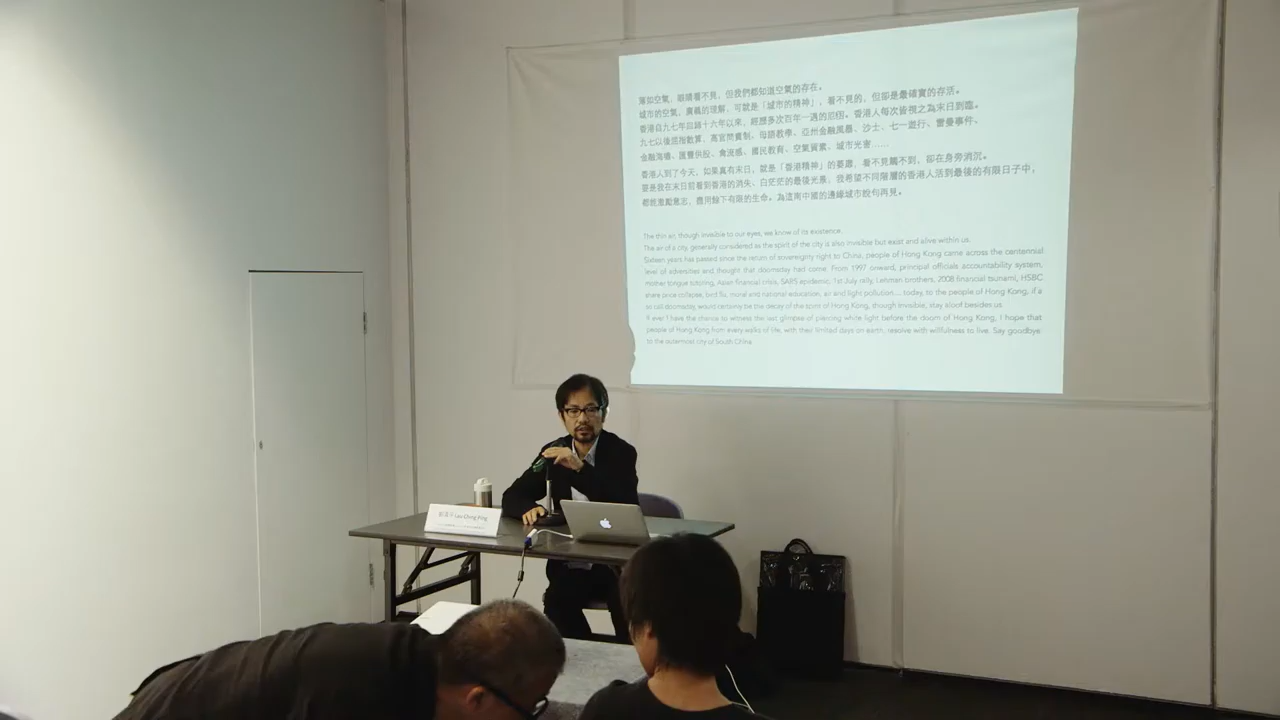 薄如空氣，眼睛看不見，但我們都知道空氣的存在。
城市的空氣，廣義的理解，可就是「城市的精神」，看不見的，但卻是最確實的存活。
香港自九七年回歸十六年以來，經歷多次百年一遇的厄困。香港人每次皆視之為末日到臨。
九七以後屈指數算，高官問責制、母語教學、亞洲金融風暴、沙士、七一遊行、雷曼事件、
金融海嘯、匯豐供股、禽流感、國民教育、空氣質素、城市光害……
香港人到了今天，如果真有末日，就是「香港精神」的萎靡，看不見觸不到，卻在身旁消沉。
要是我在末日前看到香港的消失、白茫茫的最後光景，我希望不同階層的香港人活到最後的有限日子中，
都能激勵意志，善用餘下有限的生命。為這南中國的邊緣城市說句再見。
The thin air, though invisible to our eyes, we know of its existence.
The air of a city, generally considered as the spirit of the city is also invisible but exist and alive within us.
Sixteen years has passed since the return of sovereignty right to China, people of Hong Kong came across the centennial
level of adversities and thought that doomsday had come. From 1997 onward, principal officials accountability system,
mother tongue tutoring, Asian financial crisis, SARS epidemic, 1st July rally, Lehman brothers, 2008 financial tsunami, HSBC
share price collapse, bird flu, moral and national education, air and light pollution… today, to the people of Hong Kong, if a
so call doomsday, would certainly be the decay of the spirit of Hong Kong, though invisible, stay aloof besides us.
If ever I have the chance to witness the last glimpse of piercing white light before the doom of Hong Kong, I hope that
people of Hong Kong from every walks of life, with their limited days on earth, resolve with willfulness to live. Say goodbye
to the outermost city of South China.
Lau Ching Ping